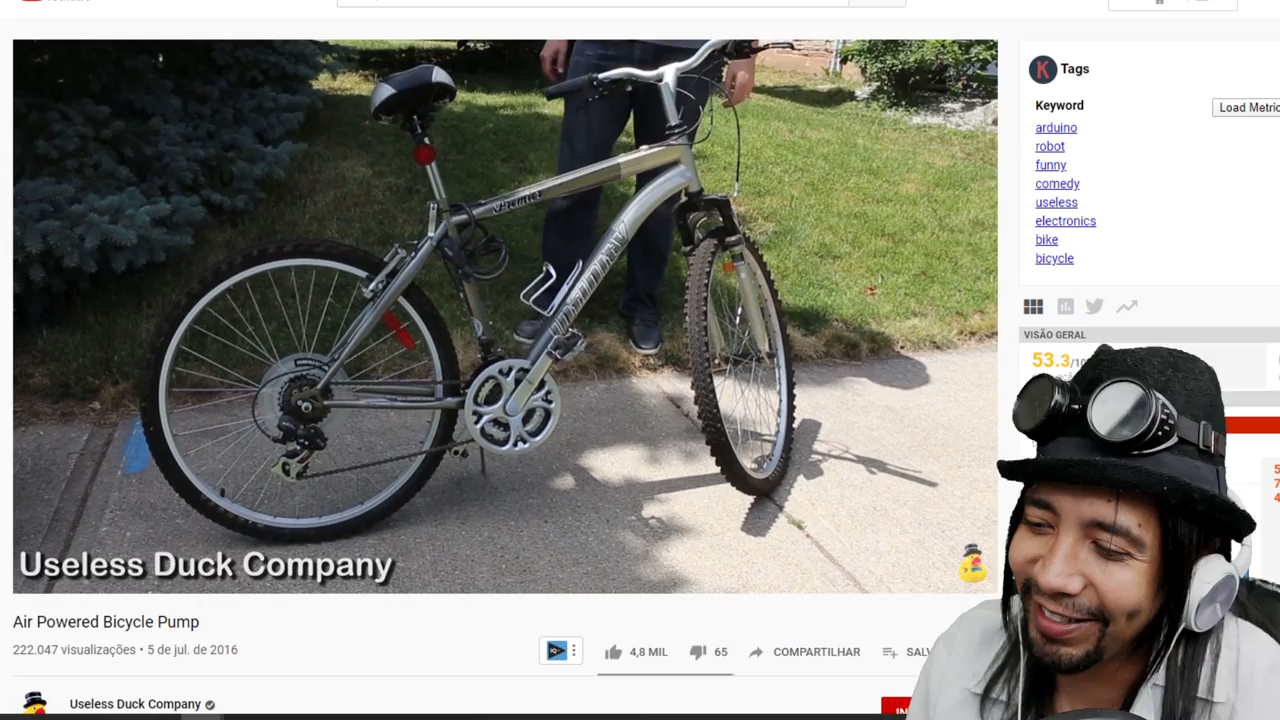 Tags
Keyword
Load Metric
arduino
robot
funny
comedy
useless
electronics
bike
bicycle
VISÃO GERAL
53.3
Premier
Useless Duck Company
Air Powered Bicycle Pump
222.047 visualizações • 5 de jul. de 2016
4,8 MIL
65
COMPARTILHAR
Useless Duck Company